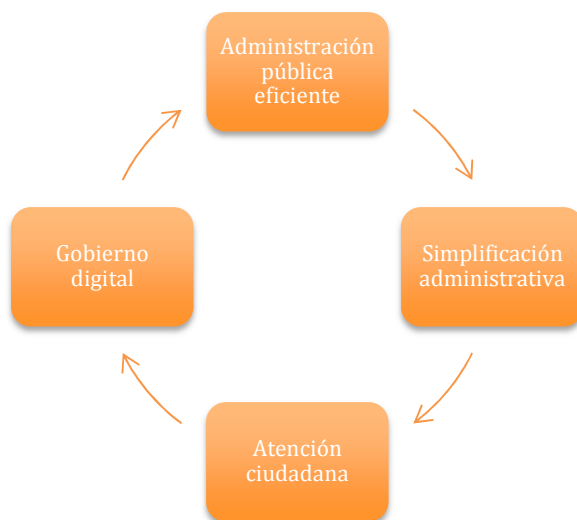 Administración
pública
eficiente
Simplificación
administrativa
Atención
ciudadana
Gobierno
digital